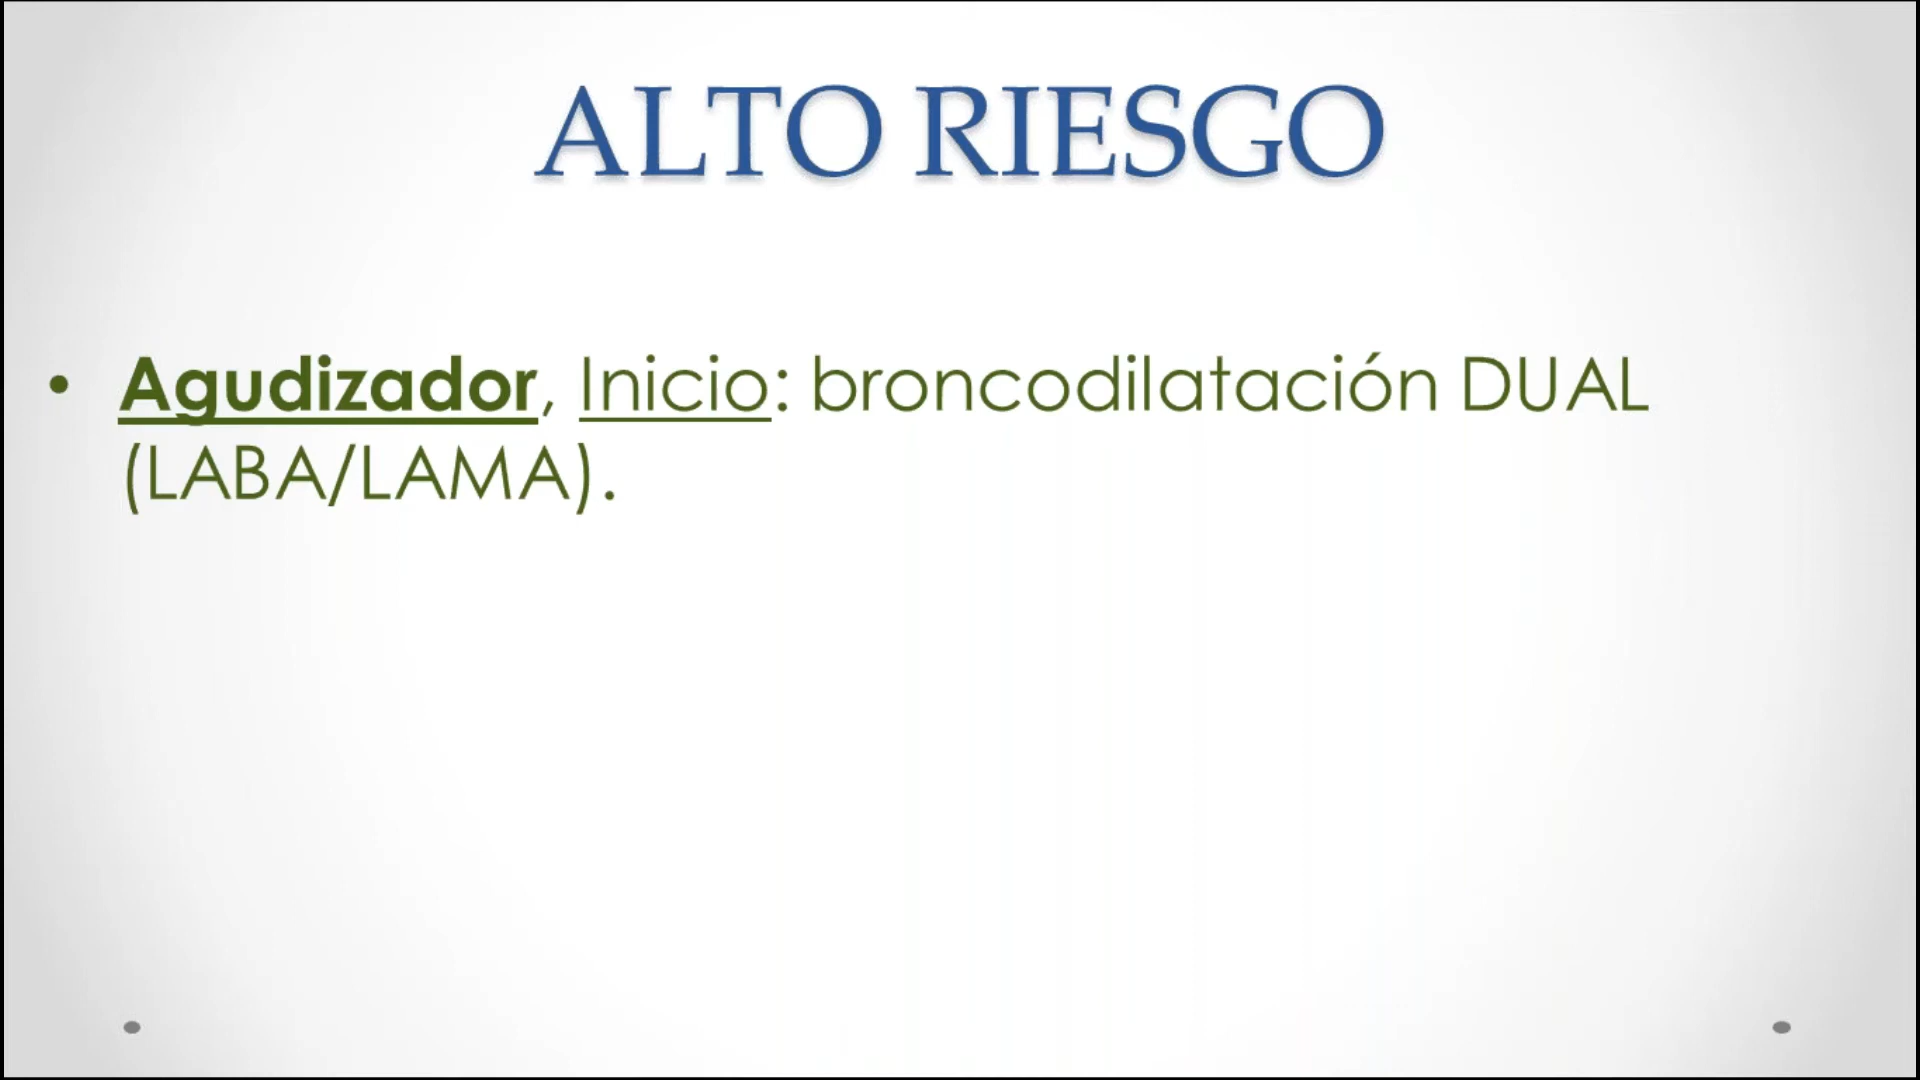 ALTO RIESGO
• Agudizador, Inicio: broncodilatación DUAL
(LABA/LAMA).